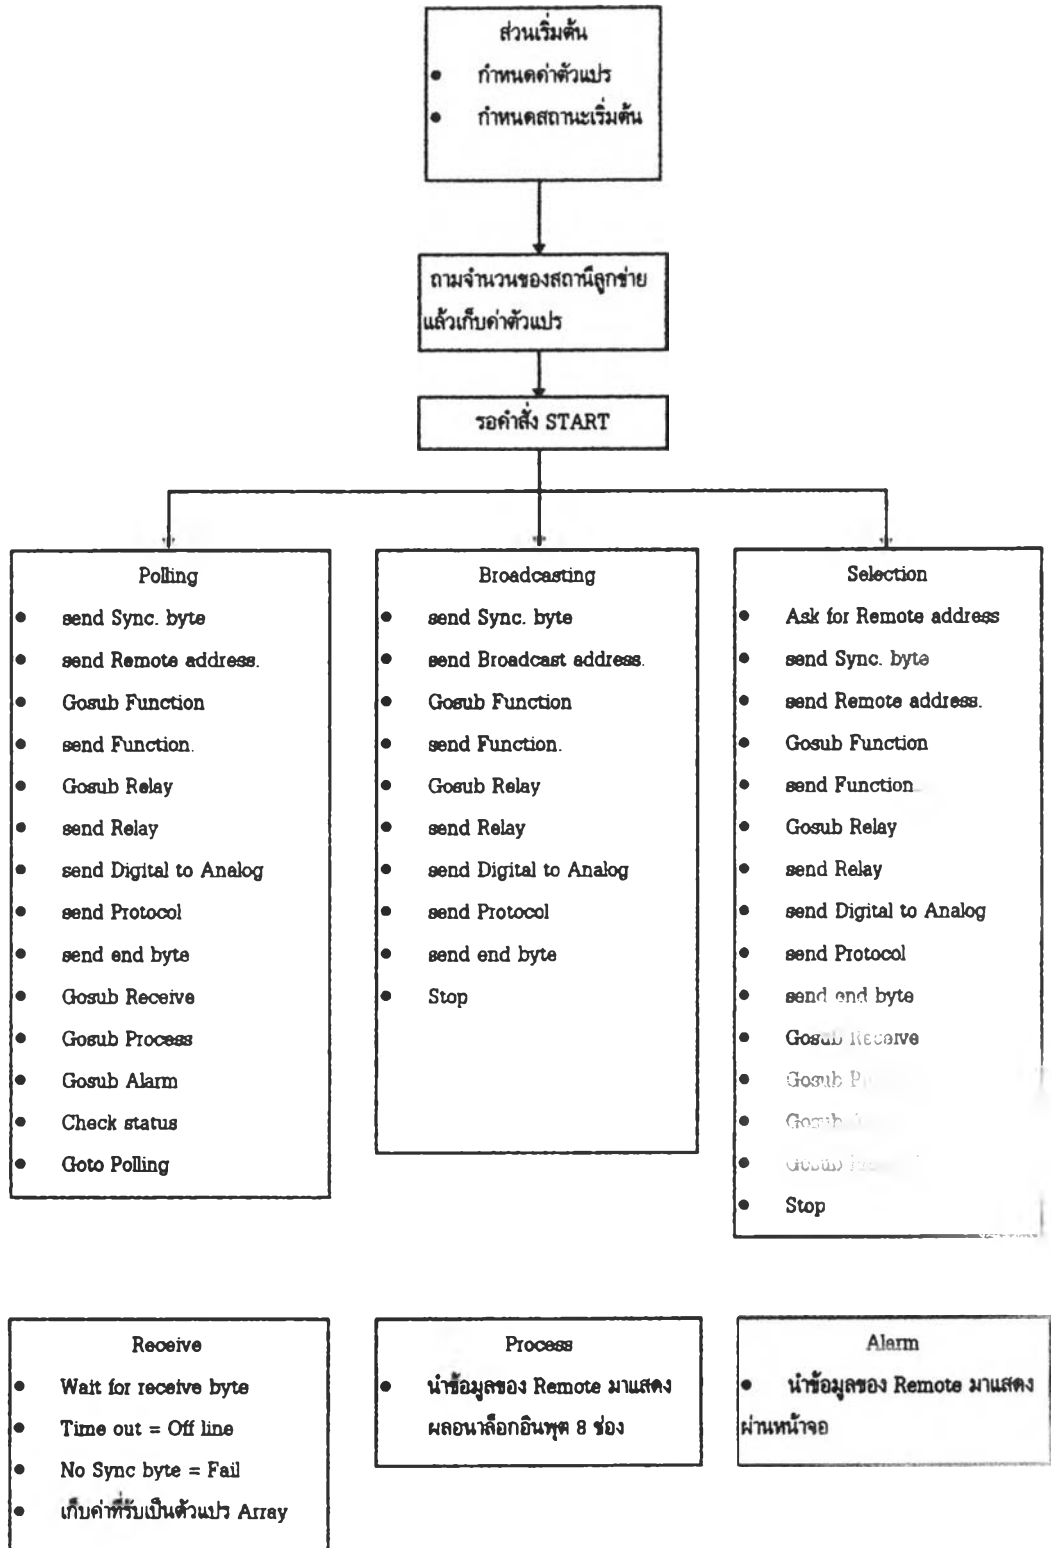 ส่วนเริ่มต้น
• กำหนดค่าตัวแปร
• กำหนดสถานะเริ่มต้น
ถามจำนวนของสถานีลูกข่าย
แล้วเก็บค่าตัวแปร
รอคำสั่ง START
Polling
• send Sync. byte
• send Remote address.
• Gosub Function
• send Function.
• Gosub Relay
• send Relay
• send Digital to Analog
• send Protocol
• send end byte
• Gosub Receive
• Gosub Process
• Gosub Alarm
• Check status
• Goto Polling
Broadcasting
• send Sync. byte
• send Broadcast address.
• Gosub Function
• send Function.
• Gosub Relay
• send Relay
• send Digital to Analog
• send Protocol
• send end byte
• Stop
Selection
• Ask for Remote address
• send Sync. byte
• send Remote address.
• Gosub Function
• send Function
• Gosub Relay
• send Relay
• send Digital to Analog
• send Protocol
• send end byte
• Gosub Receive
• Gosub
• Gosub
• Gosub
• Stop
Receive
• Wait for receive byte
• Time out = Off line
• No Sync byte = Fail
• เก็บค่าที่รับเป็นตัวแปร Array
Process
• นำข้อมูลของ Remote มาแสดง
ผลอนาล็อกอินพุต 8 ช่อง
Alarm
• นำข้อมูลของ Remote มาแสดง
ผ่านหน้าจอ